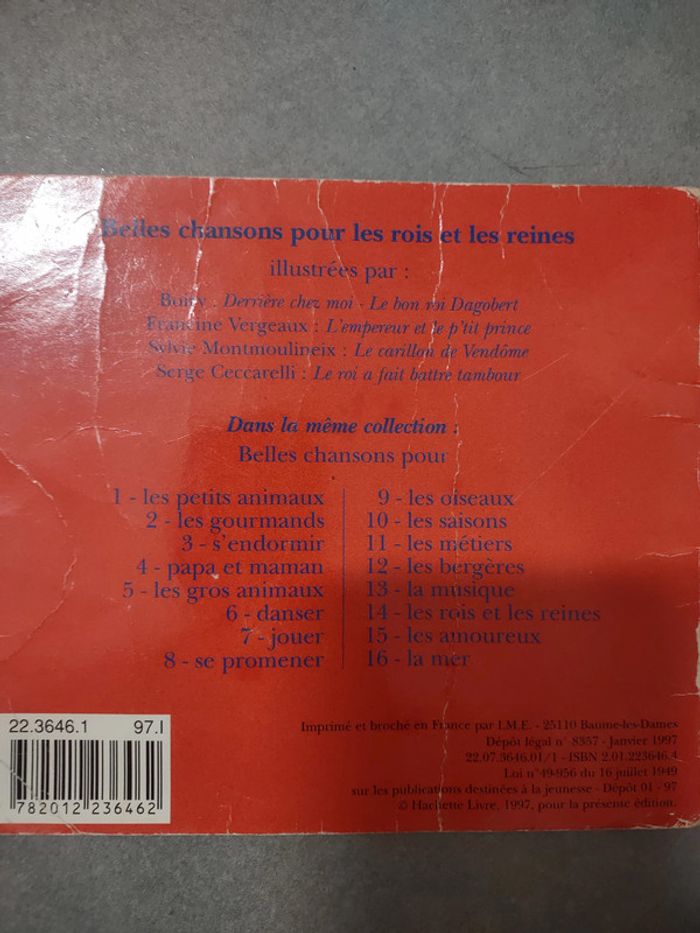 Belles chansons pour les rois et les reines
illustrées par :
Boiry : Derrière chez moi - Le bon roi Dagobert
Francine Vergeaux : L'empereur et le p'tit prince
Sylvie Montmoulineix : Le carillon de Vendôme
Serge Ceccarelli : Le roi a fait battre tambour
Dans la même collection :
Belles chansons pour
1 - les petits animaux
2 - les gourmands
3 - s'endormir
4 - papa et maman
5 - les gros animaux
6 - danser
7 - jouer
8 - se promener
9 - les oiseaux
10 - les saisons
11 - les métiers
12 - les bergères
13 - la musique
14 - les rois et les reines
15 - les amoureux
16 - la mer
22.3646.1 97.I
782012 236462
Imprimé et broché en France par I.M.E. - 25110 Baume-les-Dames
Dépôt légal n° 8357 - Janvier 1997
22.07.3646.01/1 - ISBN 2.01.223646.4
Loi n°49-956 du 16 juillet 1949
sur les publications destinées à la jeunesse - Dépôt 01 - 97
© Hachette Livre, 1997, pour la présente édition.